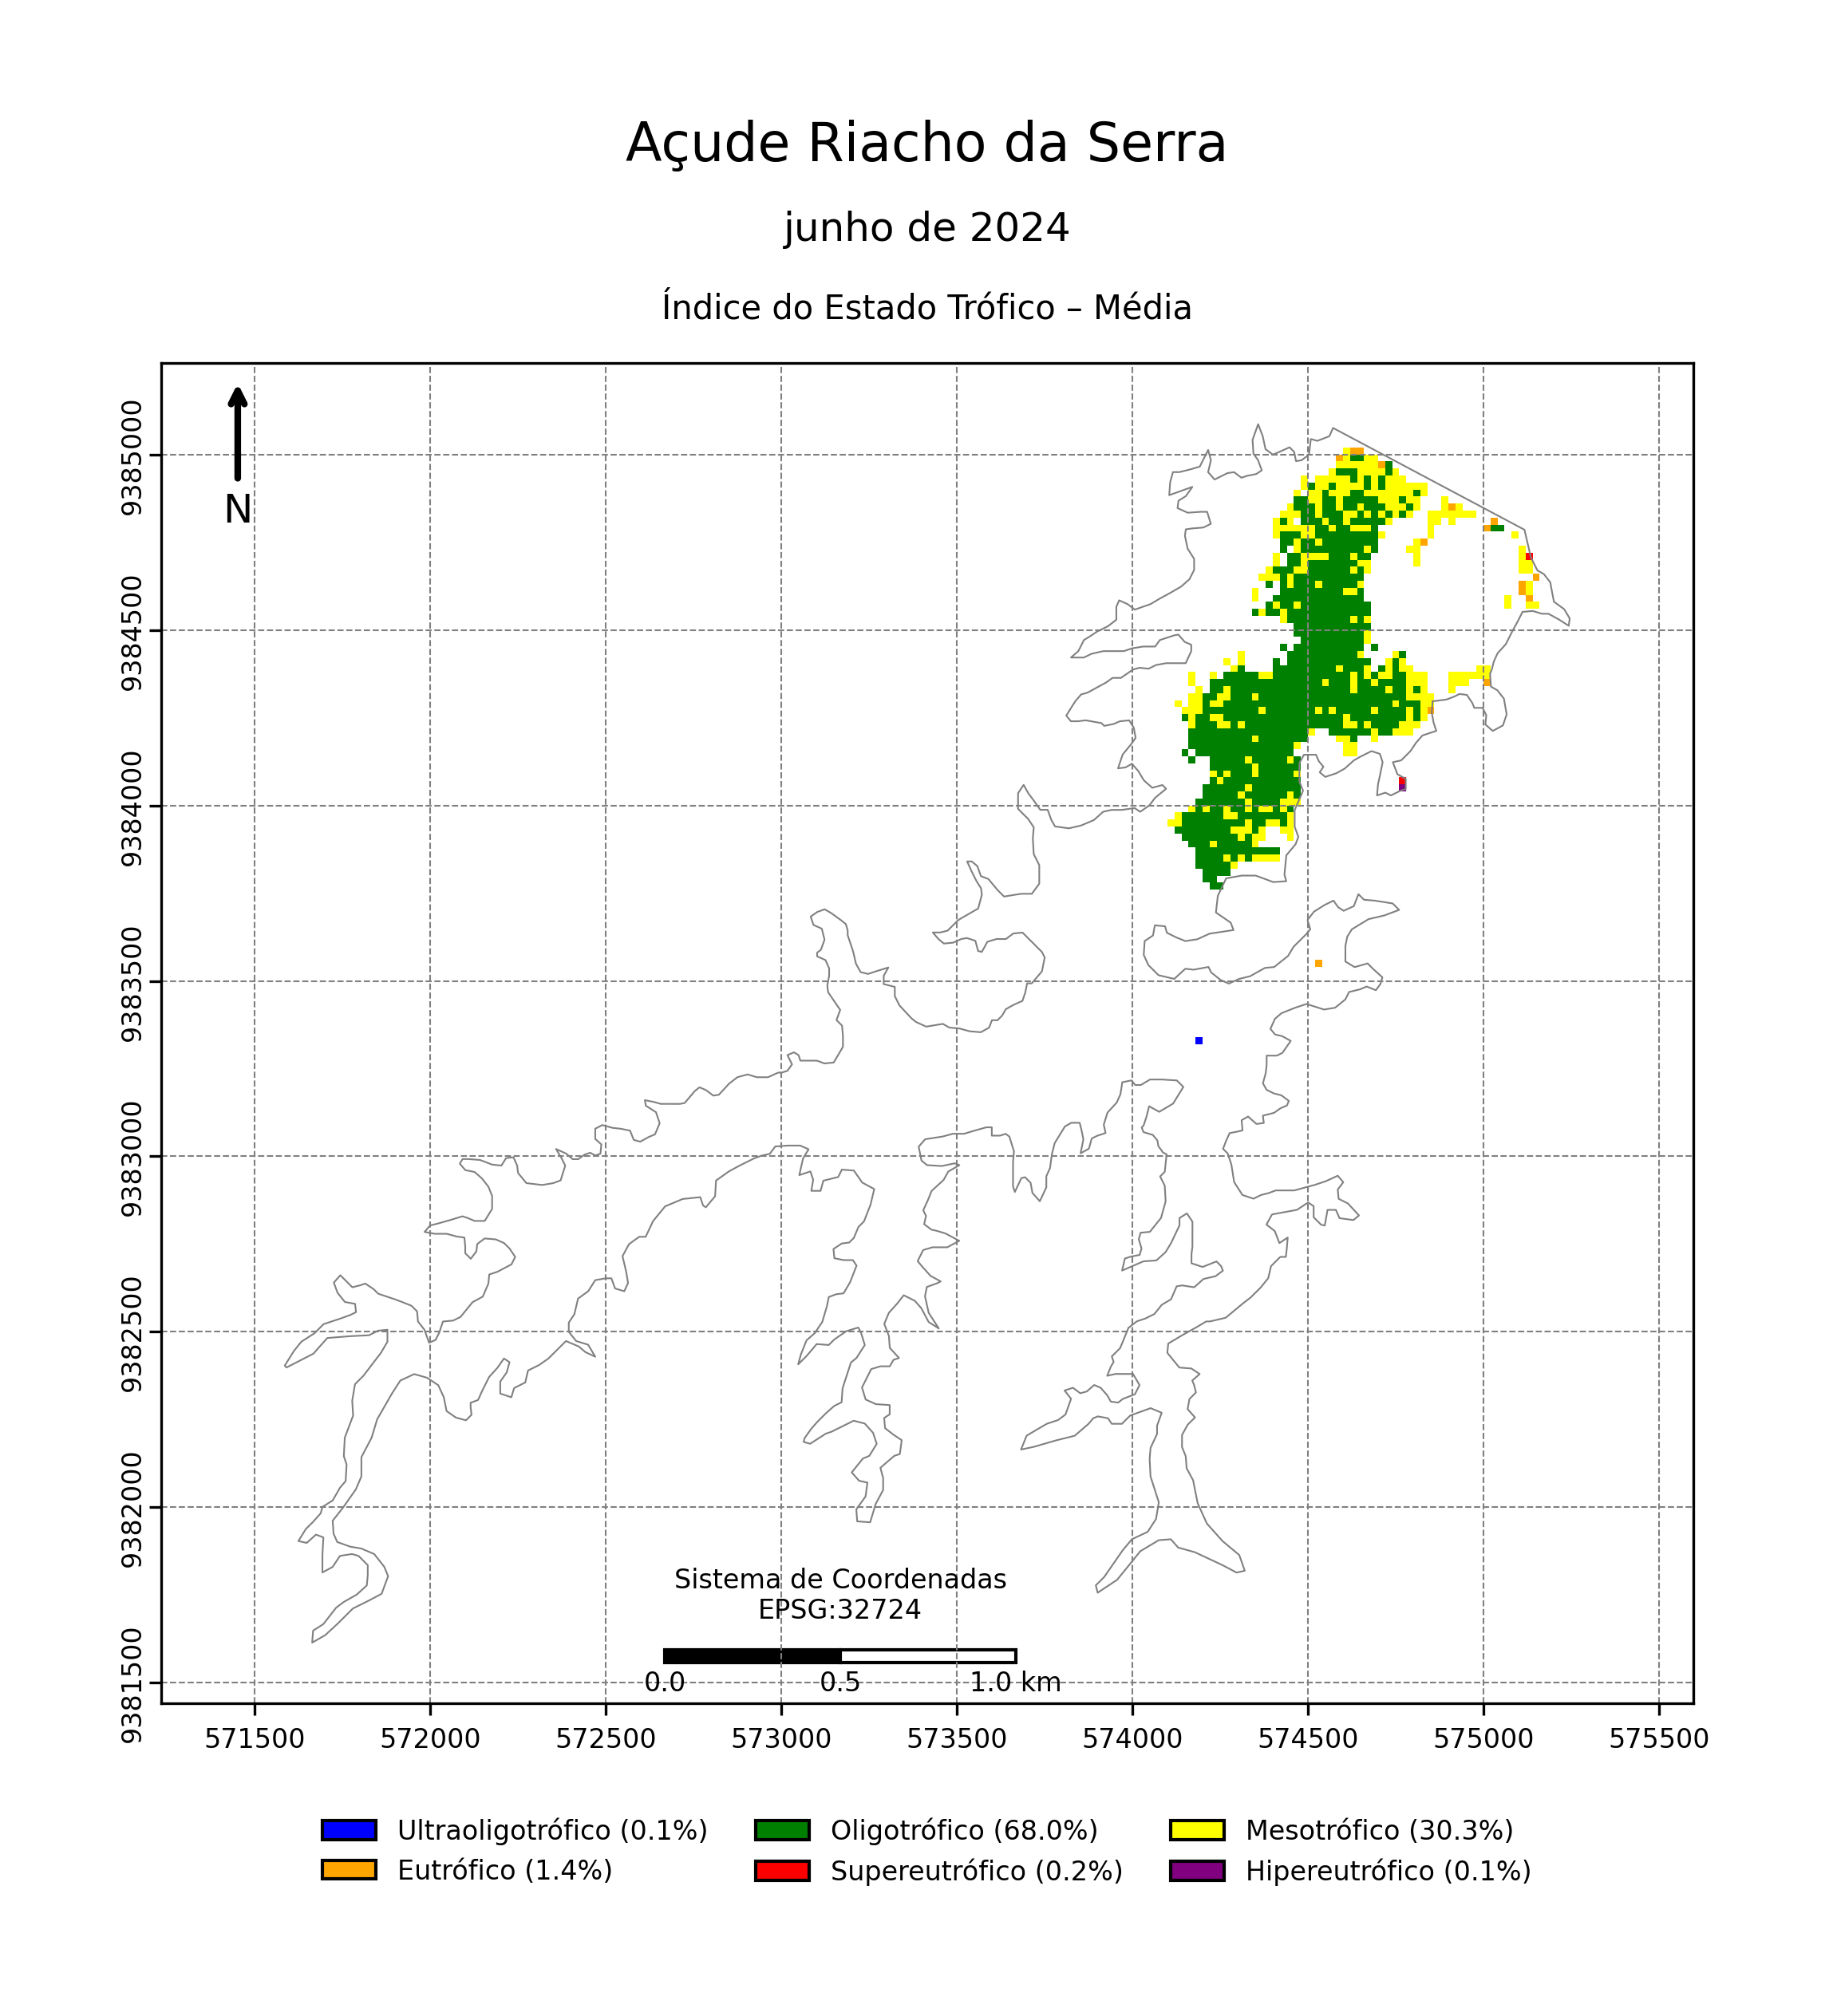 Açude Riacho da Serra
junho de 2024
Índice do Estado Trófico – Média
N
9385000
9384500
9384000
9383500
9383000
9382500
9382000
9381500
Sistema de Coordenadas
EPSG:32724
0.0 0.5 1.0 km
571500 572000 572500 573000 573500 574000 574500 575000 575500
Ultraoligotrófico (0.1%) Oligotrófico (68.0%) Mesotrófico (30.3%)
Eutrófico (1.4%) Supereutrófico (0.2%) Hipereutrófico (0.1%)